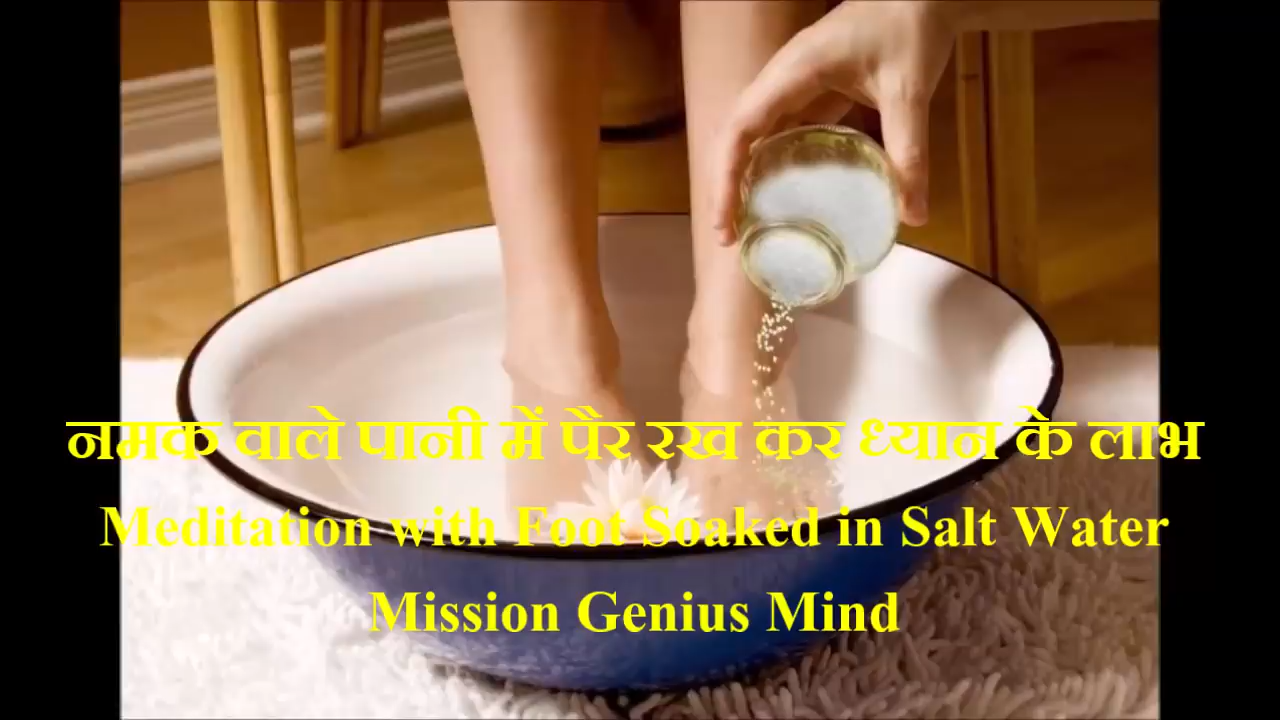 नमक वाले पानी में पैर रख कर ध्यान के लाभ
Meditation with Foot Soaked in Salt Water
Mission Genius Mind